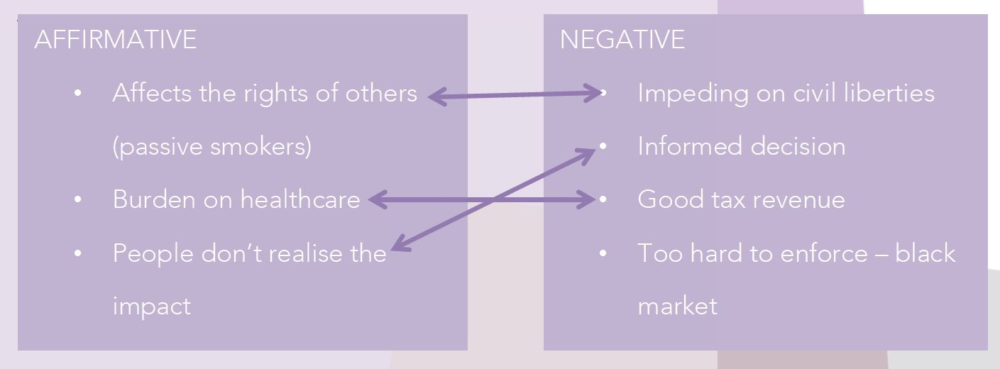 AFFIRMATIVE
• Affects the rights of others
(passive smokers)
• Burden on healthcare
• People don’t realise the
impact
NEGATIVE
• Impeding on civil liberties
• Informed decision
• Good tax revenue
• Too hard to enforce – black
market